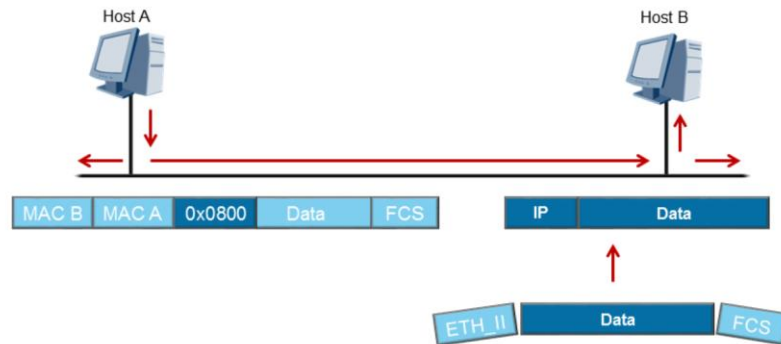 Host A
Host B
MAC B MAC A 0x0800 Data FCS
IP Data
ETH_II Data FCS